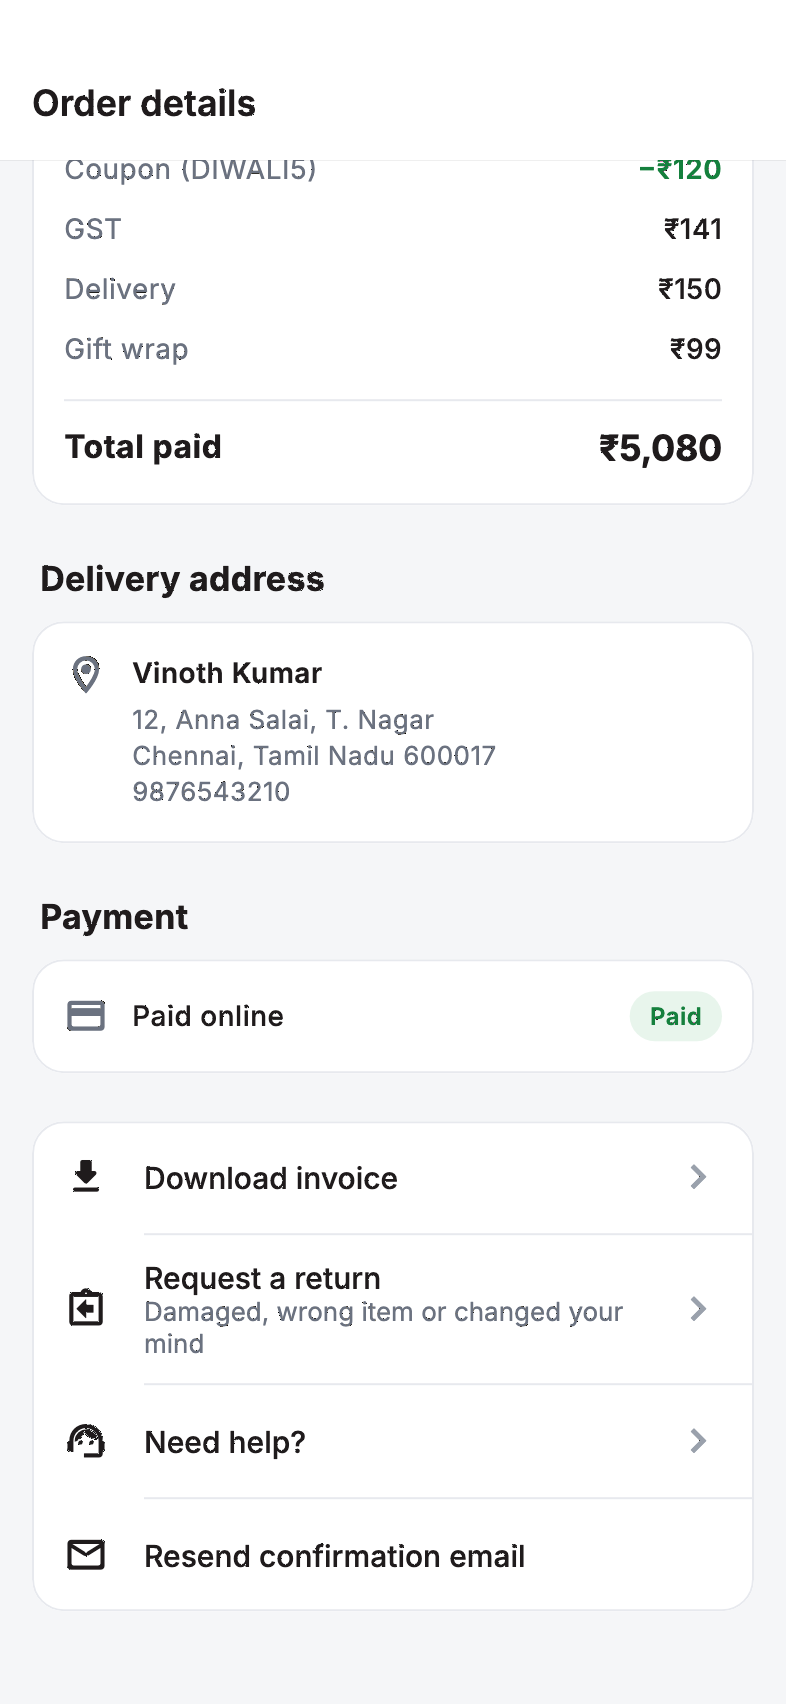 Order details
Coupon (DIWALI5) −₹120
GST ₹141
Delivery ₹150
Gift wrap ₹99
Total paid ₹5,080
Delivery address
Vinoth Kumar
12, Anna Salai, T. Nagar
Chennai, Tamil Nadu 600017
9876543210
Payment
Paid online Paid
Download invoice
Request a return
Damaged, wrong item or changed your
mind
Need help?
Resend confirmation email